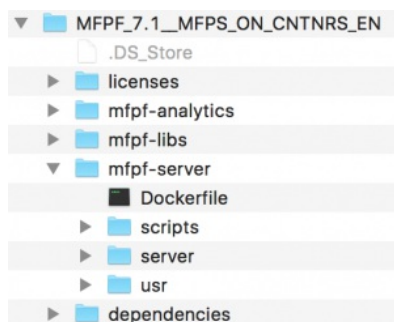 MFPF_7.1__MFPS_ON_CNTNRS_EN
.DS_Store
licenses
mfpf-analytics
mfpf-libs
mfpf-server
Dockerfile
scripts
server
usr
dependencies